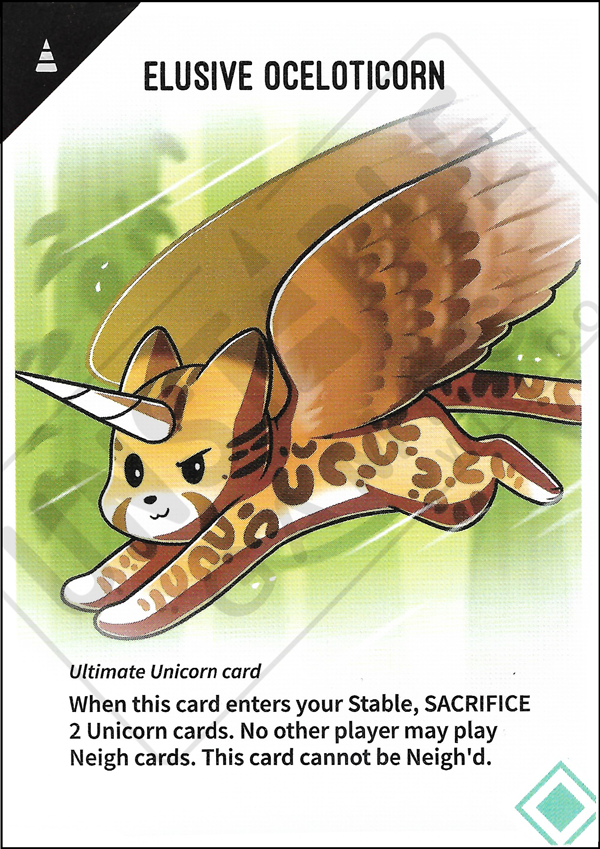 ELUSIVE OCELOTICORN
Ultimate Unicorn card
When this card enters your Stable, SACRIFICE
2 Unicorn cards. No other player may play
Neigh cards. This card cannot be Neigh'd.